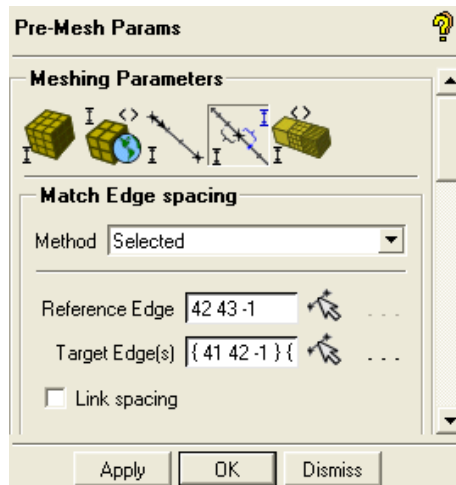 Pre-Mesh Params
Meshing Parameters
Match Edge spacing
Method Selected
Reference Edge 42 43 -1 ...
Target Edge(s) { 41 42 -1 } { ...
Link spacing
Apply OK Dismiss